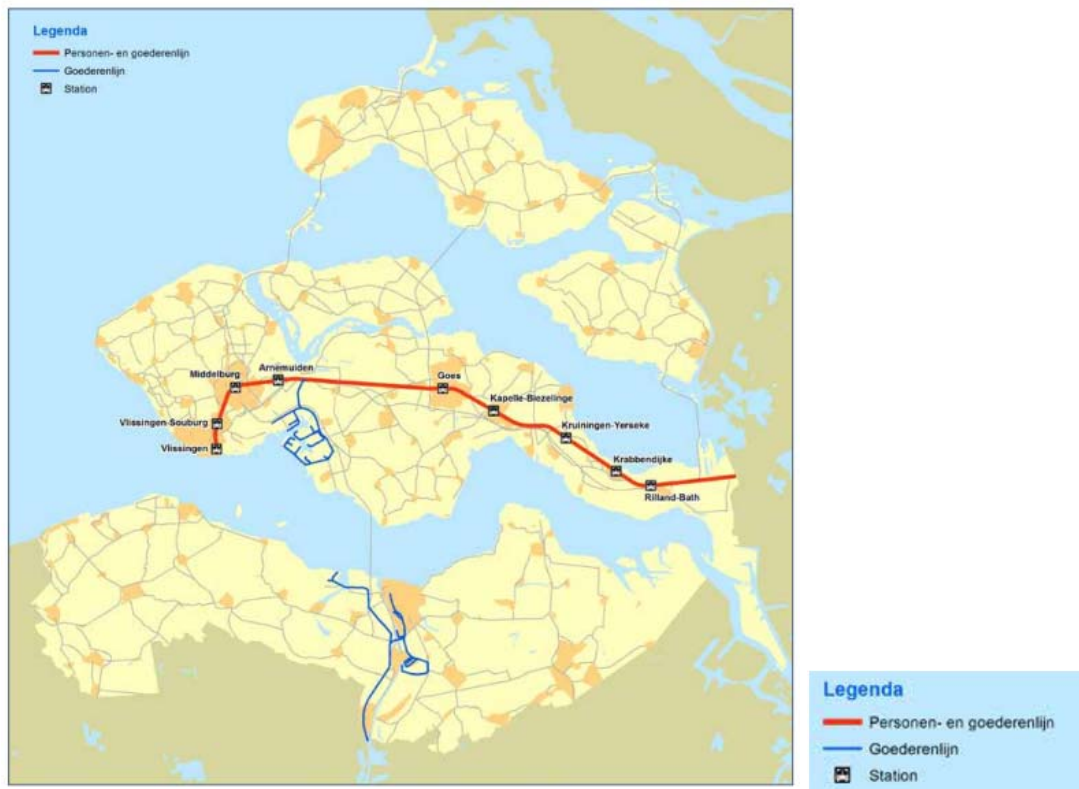 Legenda
Personen- en goederenlijn
Goederenlijn
Station
Arnemuiden
Middelburg
Goes
Kapelle-Biezelinge
Vlissingen-Souburg
Kruiningen-Yerseke
Vlissingen
Krabbendijke
Rilland-Bath
Legenda
Personen- en goederenlijn
Goederenlijn
Station